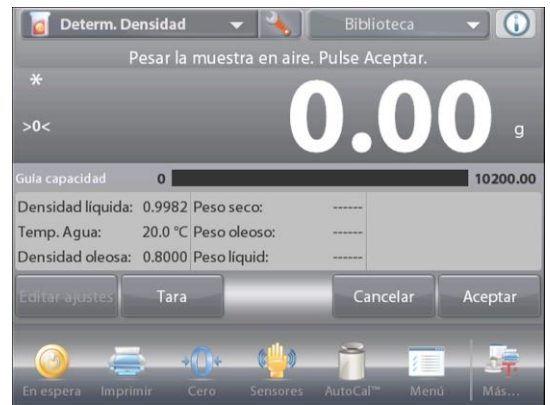 Determ. Densidad Biblioteca
Pesar la muestra en aire. Pulse Aceptar.
*
>0< 0.00 g
Guía capacidad 0 10200.00
Densidad líquida: 0.9982 Peso seco: ------
Temp. Agua: 20.0 °C Peso oleoso: ------
Densidad oleosa: 0.8000 Peso líquid: ------
Editar ajustes Tara Cancelar Aceptar
En espera Imprimir Cero Sensores AutoCal™ Menú Más...